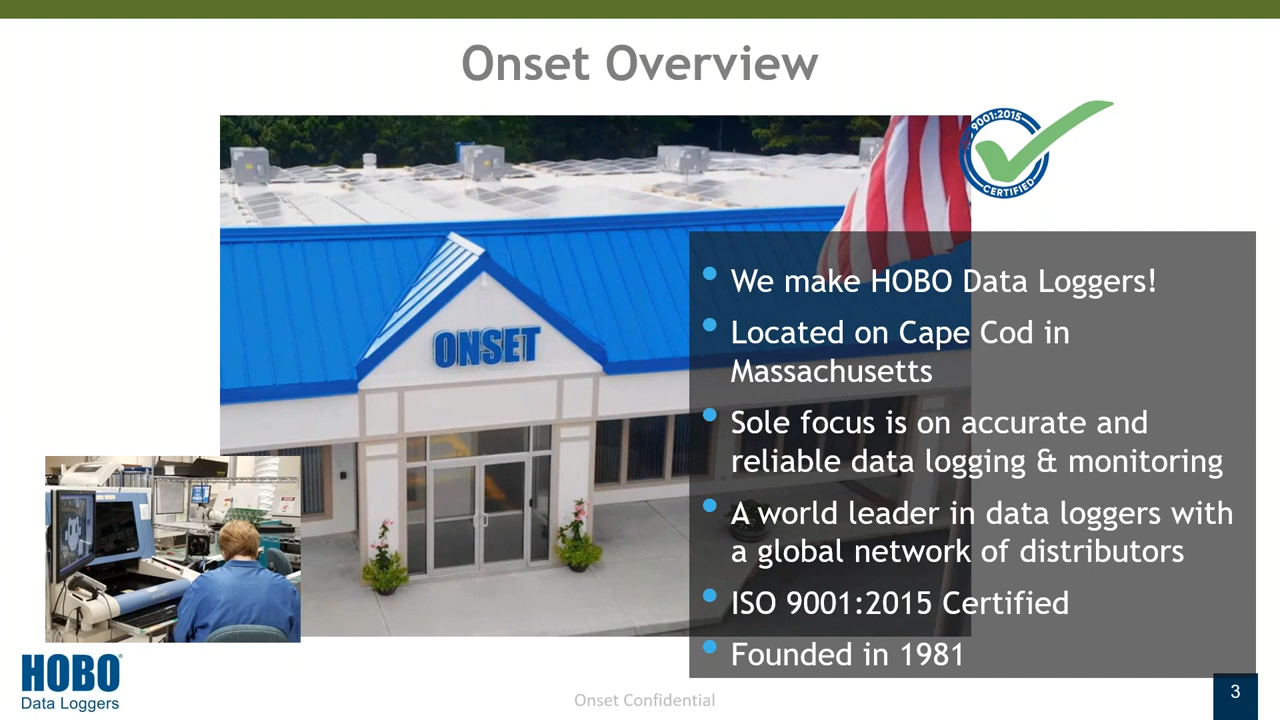 Onset Overview
9001:2015
CERTIFIED
ONSET
We make HOBO Data Loggers!
Located on Cape Cod in
Massachusetts
Sole focus is on accurate and
reliable data logging & monitoring
A world leader in data loggers with
a global network of distributors
ISO 9001:2015 Certified
Founded in 1981
HOBO®
Data Loggers
Onset Confidential
3